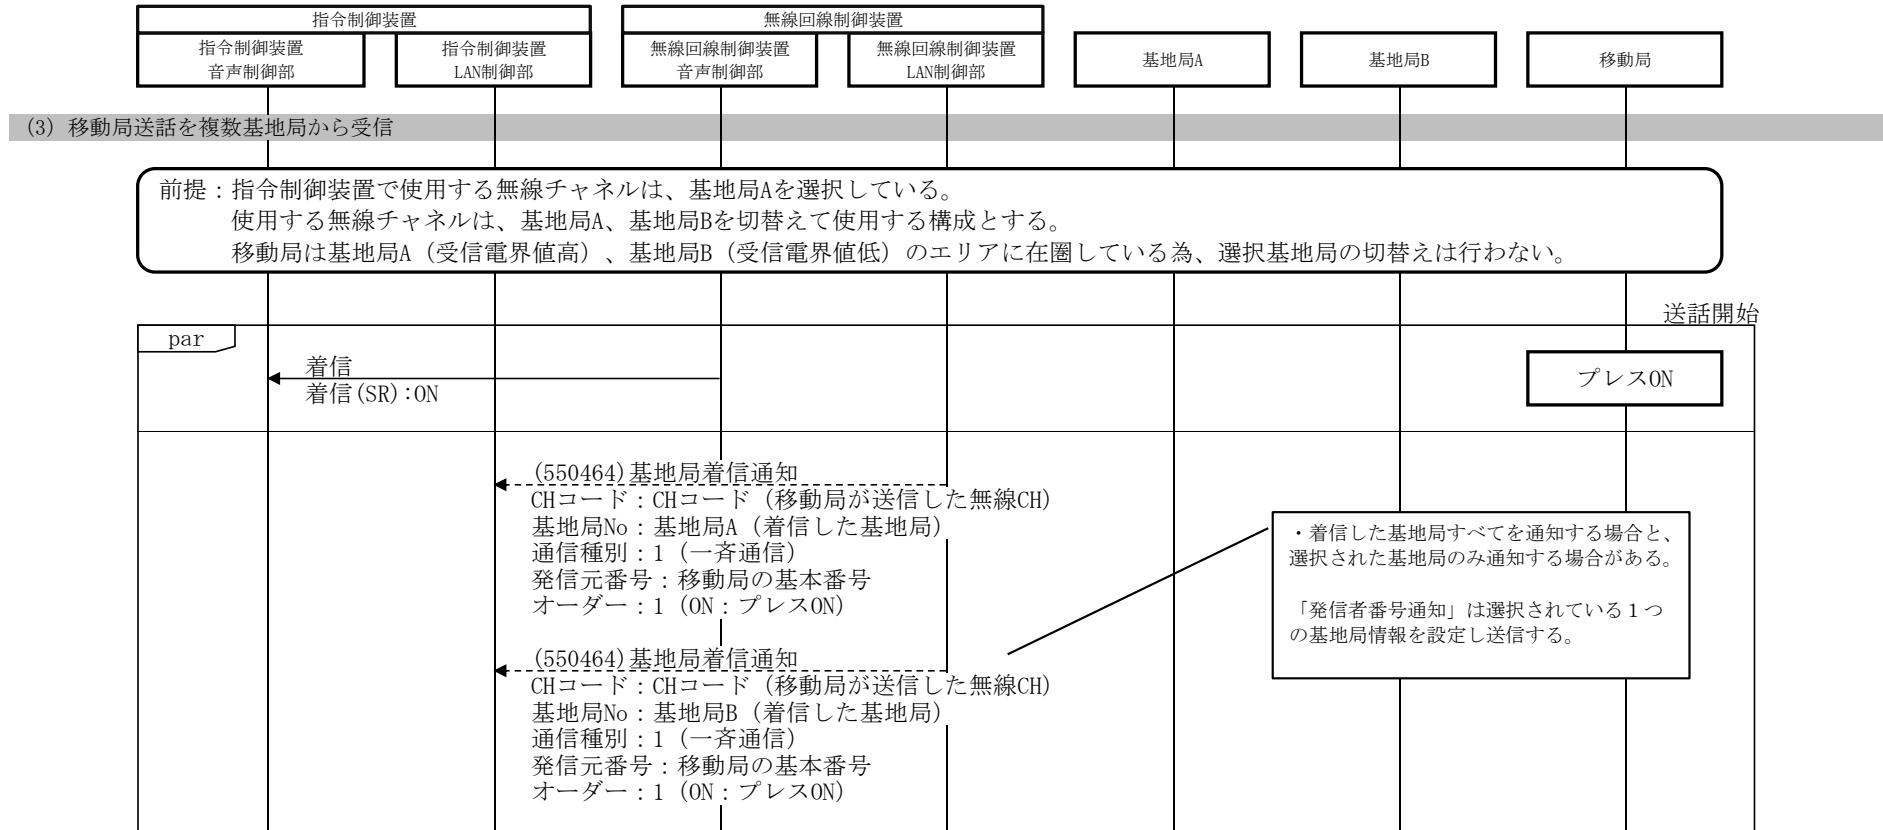 指令制御装置
無線回線制御装置
指令制御装置
音声制御部
指令制御装置
LAN制御部
無線回線制御装置
音声制御部
無線回線制御装置
LAN制御部
基地局A
基地局B
移動局
(3) 移動局送話を複数基地局から受信
前提：指令制御装置で使用する無線チャネルは、基地局Aを選択している。
使用する無線チャネルは、基地局A、基地局Bを切替えて使用する構成とする。
移動局は基地局A（受信電界値高）、基地局B（受信電界値低）のエリアに在圏している為、選択基地局の切替えは行わない。
送話開始
par
着信
着信(SR):ON
プレスON
(550464)基地局着信通知
CHコード：CHコード（移動局が送信した無線CH）
基地局No：基地局A（着信した基地局）
通信種別：1（一斉通信）
発信元番号：移動局の基本番号
オーダー：1（ON：プレスON）
・着信した基地局すべてを通知する場合と、
選択された基地局のみ通知する場合がある。
「発信者番号通知」は選択されている１つ
の基地局情報を設定し送信する。
(550464)基地局着信通知
CHコード：CHコード（移動局が送信した無線CH）
基地局No：基地局B（着信した基地局）
通信種別：1（一斉通信）
発信元番号：移動局の基本番号
オーダー：1（ON：プレスON）